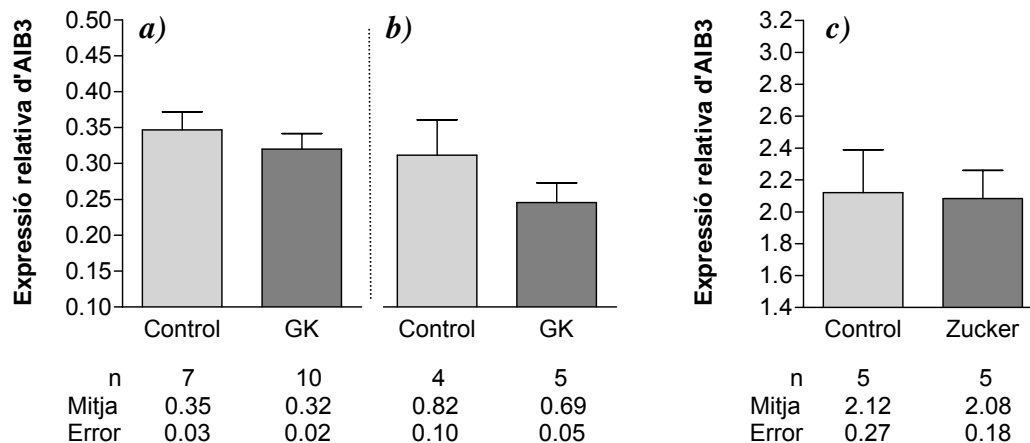 a)
b)
Expressió relativa d'AIB3
0.50
0.45
0.40
0.35
0.30
0.25
0.20
0.15
0.10
Control GK Control GK
c)
Expressió relativa d'AIB3
3.2
3.0
2.8
2.6
2.4
2.2
2.0
1.8
1.6
1.4
Control Zucker
n 7 10 4 5
Mitja 0.35 0.32 0.82 0.69
Error 0.03 0.02 0.10 0.05
n 5 5
Mitja 2.12 2.08
Error 0.27 0.18